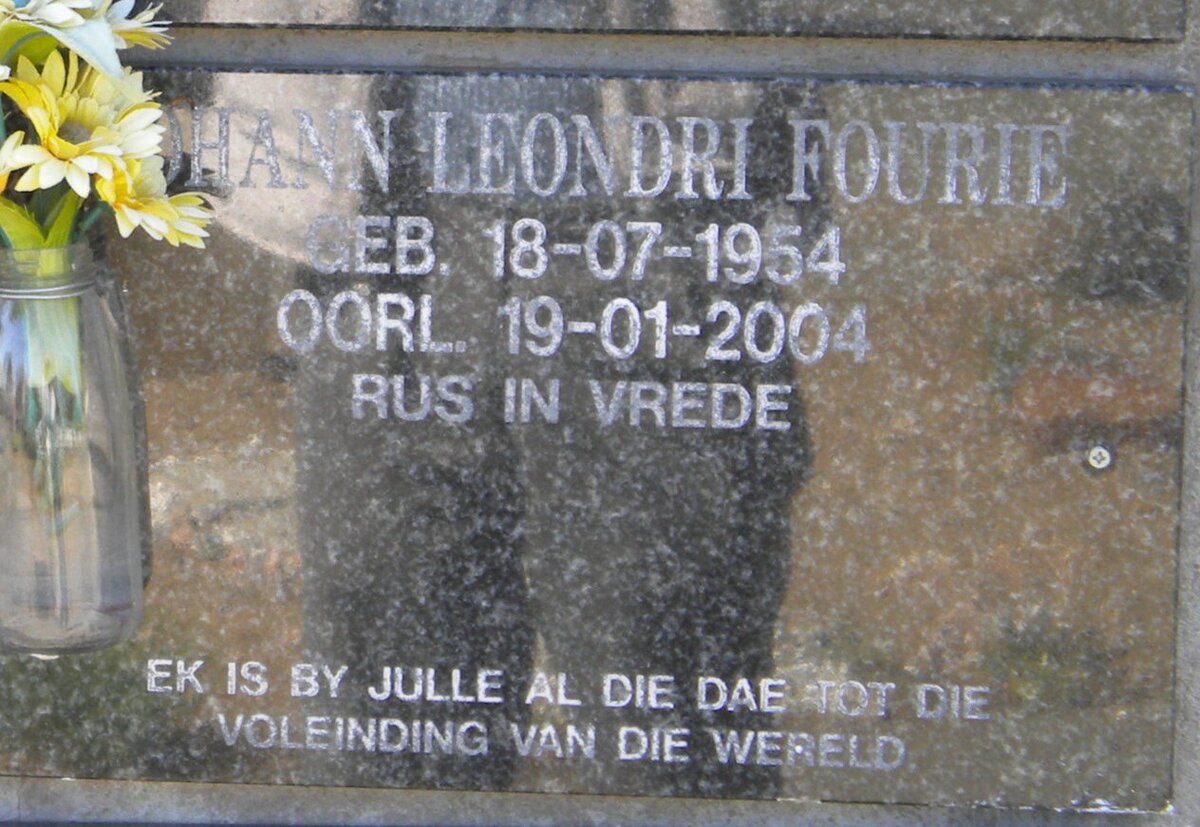 JOHANN LEONDRI FOURIE
GEB. 18-07-1954
OORL. 19-01-2004
RUS IN VREDE
EK IS BY JULLE AL DIE DAE TOT DIE
VOLEINDING VAN DIE WERELD.